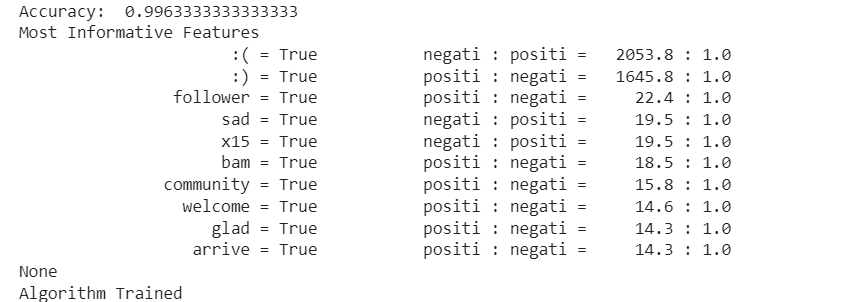 Accuracy:  0.9963333333333333
Most Informative Features
:( = True           negati : positi =   2053.8 : 1.0
:) = True           positi : negati =   1645.8 : 1.0
follower = True           positi : negati =     22.4 : 1.0
sad = True           negati : positi =     19.5 : 1.0
x15 = True           negati : positi =     19.5 : 1.0
bam = True           positi : negati =     18.5 : 1.0
community = True           positi : negati =     15.8 : 1.0
welcome = True           positi : negati =     14.6 : 1.0
glad = True           positi : negati =     14.3 : 1.0
arrive = True           positi : negati =     14.3 : 1.0
None
Algorithm Trained